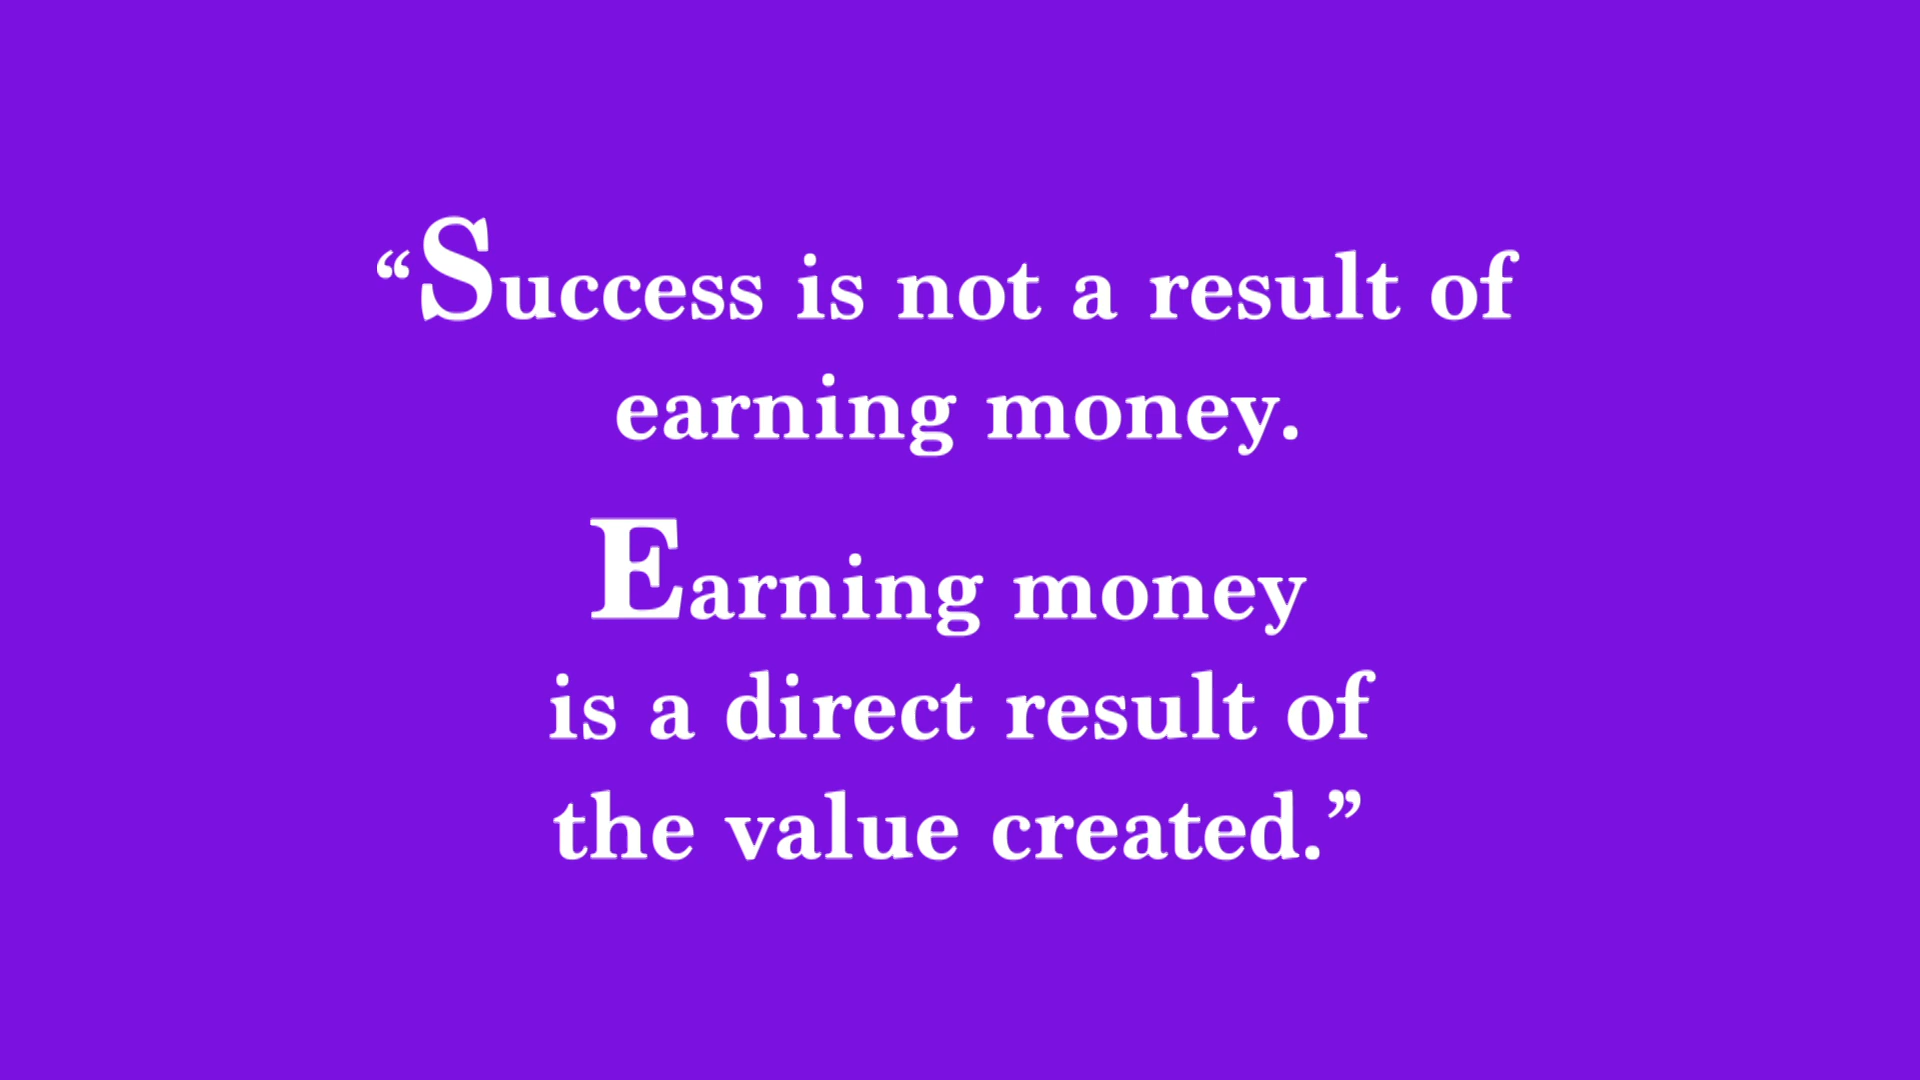 “Success is not a result of
earning money.
Earning money
is a direct result of
the value created.”